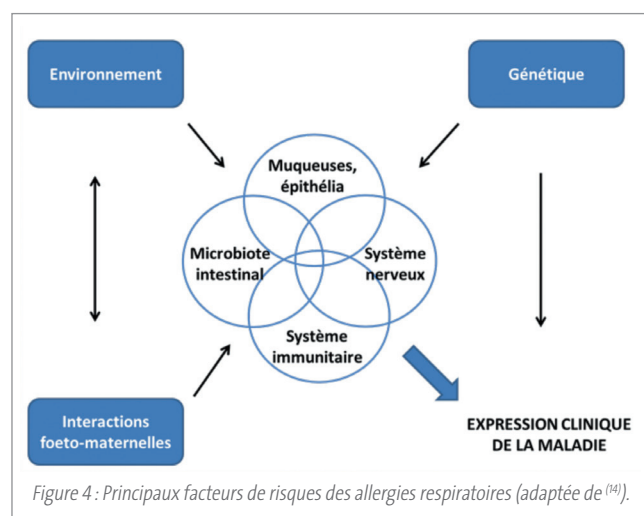 Environnement
Génétique
Muqueuses,
épithélia
Microbiote
intestinal
Système
nerveux
Système
immunitaire
Interactions
foeto-maternelles
EXPRESSION CLINIQUE
DE LA MALADIE
Figure 4 : Principaux facteurs de risques des allergies respiratoires (adaptée de (14)).